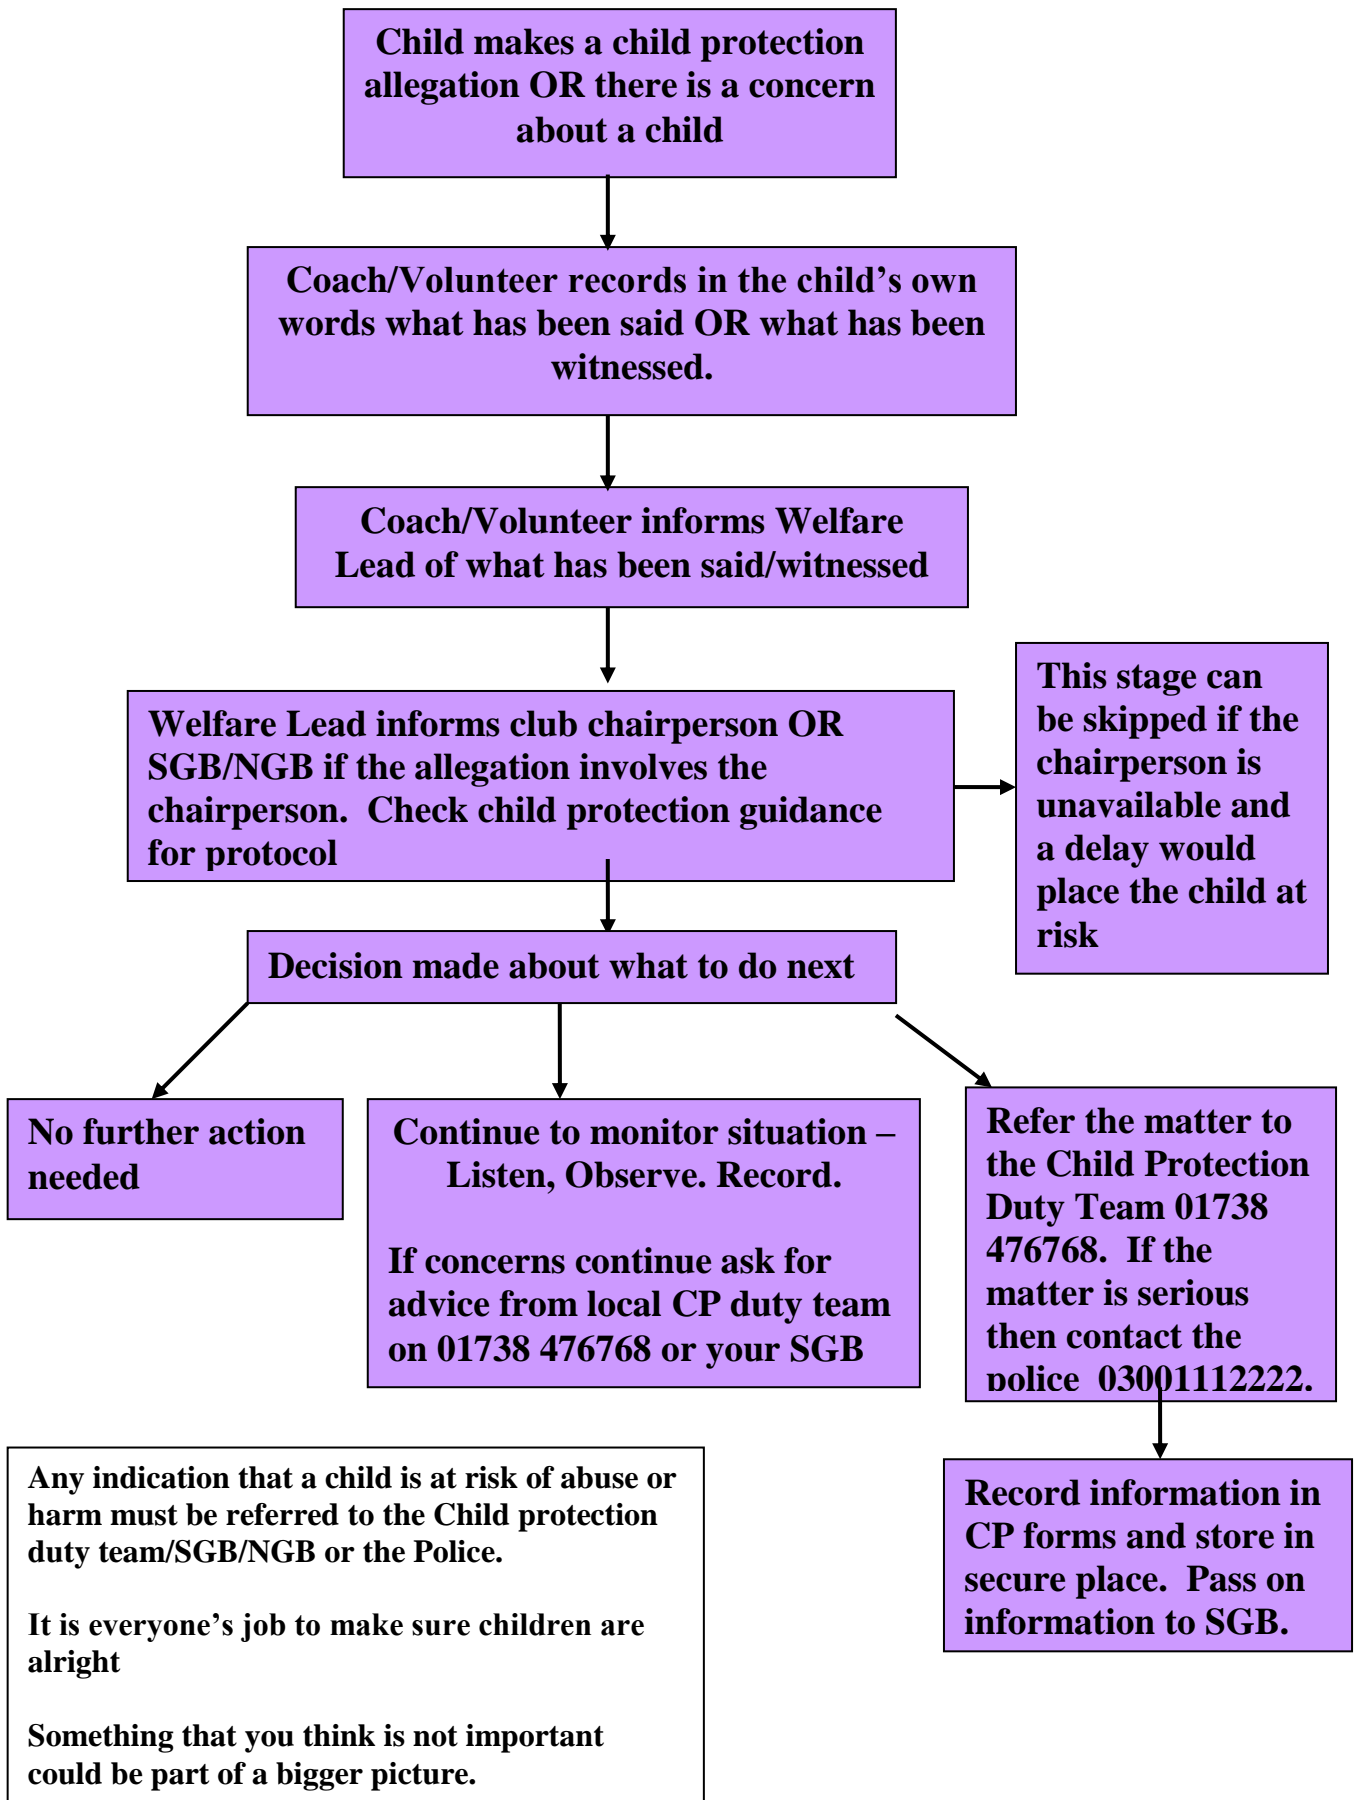 Child makes a child protection
allegation OR there is a concern
about a child
Coach/Volunteer records in the child’s own
words what has been said OR what has been
witnessed.
Coach/Volunteer informs Welfare
Lead of what has been said/witnessed
Welfare Lead informs club chairperson OR
SGB/NGB if the allegation involves the
chairperson.  Check child protection guidance
for protocol
This stage can
be skipped if the
chairperson is
unavailable and
a delay would
place the child at
risk
Decision made about what to do next
No further action
needed
Continue to monitor situation –
Listen, Observe. Record.
If concerns continue ask for
advice from local CP duty team
on 01738 476768 or your SGB
Refer the matter to
the Child Protection
Duty Team 01738
476768.  If the
matter is serious
then contact the
police  03001112222.
Record information in
CP forms and store in
secure place.  Pass on
information to SGB.
Any indication that a child is at risk of abuse or
harm must be referred to the Child protection
duty team/SGB/NGB or the Police.
It is everyone’s job to make sure children are
alright
Something that you think is not important
could be part of a bigger picture.